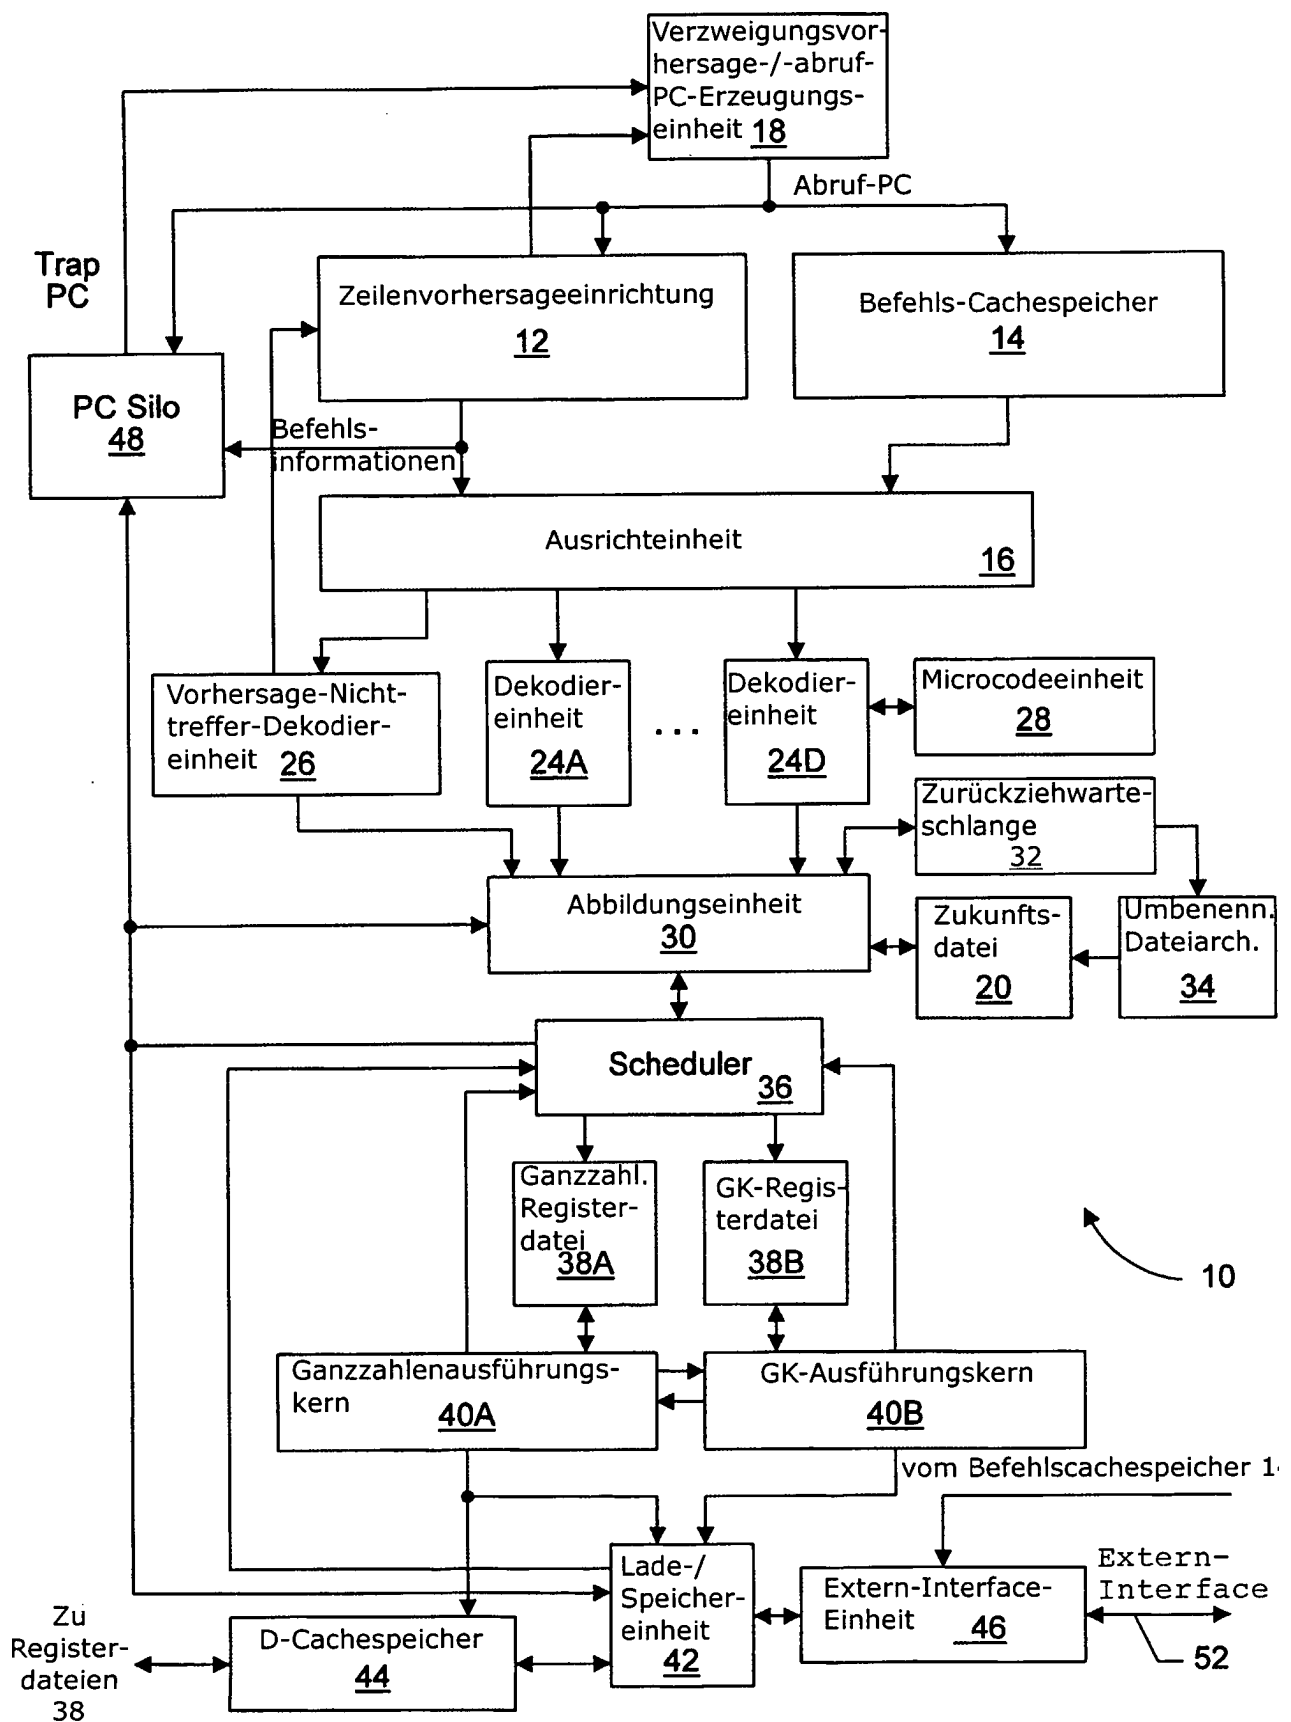 Verzweigungsvor-
hersage-/-abruf-
PC-Erzeugungs-
einheit 18
Abruf-PC
Trap
PC
Zeilenvorhersageeinrichtung
12
Befehls-Cachespeicher
14
PC Silo
48
Befehls-
informationen
Ausrichteinheit
16
Vorhersage-Nicht-
treffer-Dekodier-
einheit 26
Dekodier-
einheit
24A
...
Dekodier-
einheit
24D
Microcodeeinheit
28
Zurückziehwarte-
schlange
32
Abbildungseinheit
30
Zukunfts-
datei
20
Umbenenn.
Dateiarch.
34
Scheduler
36
Ganzzahl.
Register-
datei
38A
GK-Regis-
terdatei
38B
10
Ganzzahlenausführungs-
kern
40A
GK-Ausführungskern
40B
vom Befehlscachespeicher
Lade-/
Speicher-
einheit
42
Extern-Interface-
Einheit
46
Extern-
Interface
52
Zu
Register-
dateien
38
D-Cachespeicher
44